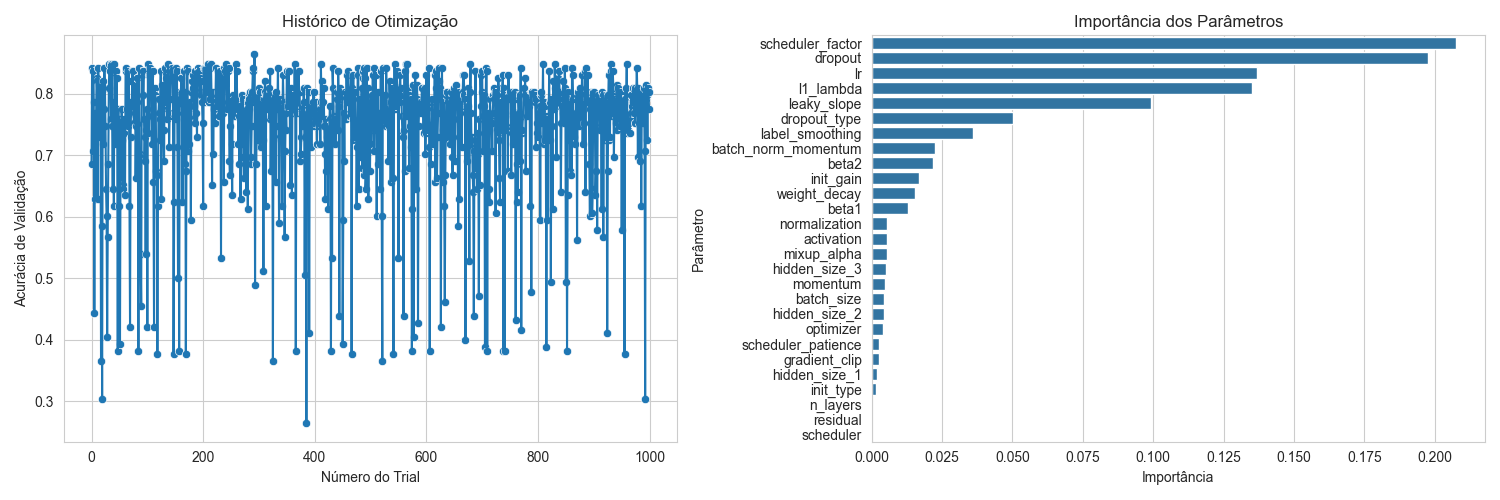 Histórico de Otimização
Acurácia de Validação
0.8
0.7
0.6
0.5
0.4
0.3
0
200
400
600
800
1000
Número do Trial
Importância dos Parâmetros
Parâmetro
scheduler_factor
dropout
lr
l1_lambda
leaky_slope
dropout_type
label_smoothing
batch_norm_momentum
beta2
init_gain
weight_decay
beta1
normalization
activation
mixup_alpha
hidden_size_3
momentum
batch_size
hidden_size_2
optimizer
scheduler_patience
gradient_clip
hidden_size_1
init_type
n_layers
residual
scheduler
0.000
0.025
0.050
0.075
0.100
0.125
0.150
0.175
0.200
Importância